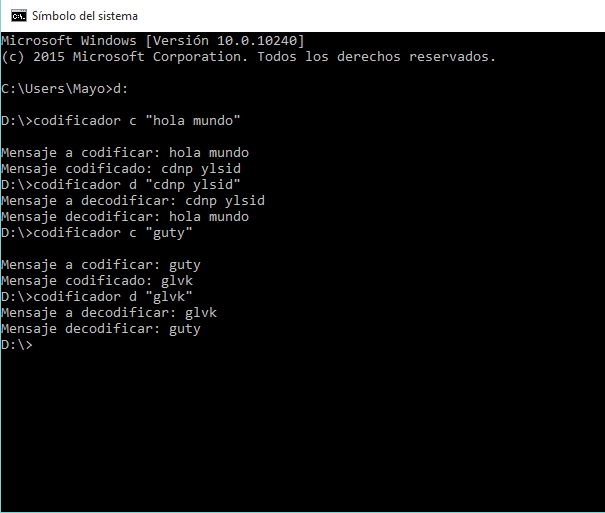 Símbolo del sistema
Microsoft Windows [Versión 10.0.10240]
(c) 2015 Microsoft Corporation. Todos los derechos reservados.
C:\Users\Mayo>d:
D:\>codificador c "hola mundo"
Mensaje a codificar: hola mundo
Mensaje codificado: cdnp ylsid
D:\>codificador d "cdnp ylsid"
Mensaje a decodificar: cdnp ylsid
Mensaje decodificar: hola mundo
D:\>codificador c "guty"
Mensaje a codificar: guty
Mensaje codificado: glvk
D:\>codificador d "glvk"
Mensaje a decodificar: glvk
Mensaje decodificar: guty
D:\>